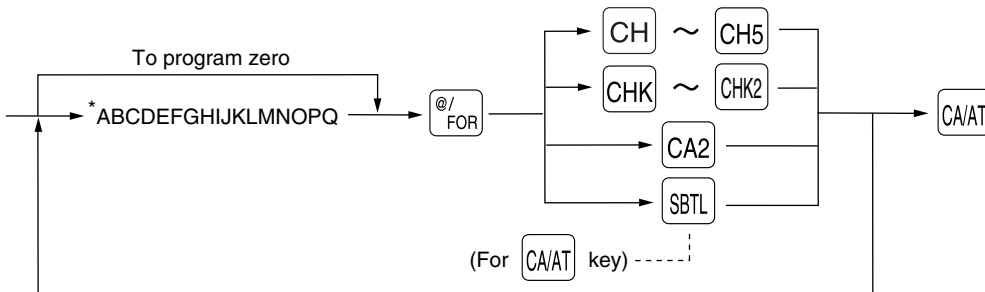 To program zero
*ABCDEFGHIJKLMNOPQ
@/
FOR
CH ～ CH5
CHK ～ CHK2
CA2
SBTL
CA/AT
(For CA/AT key)